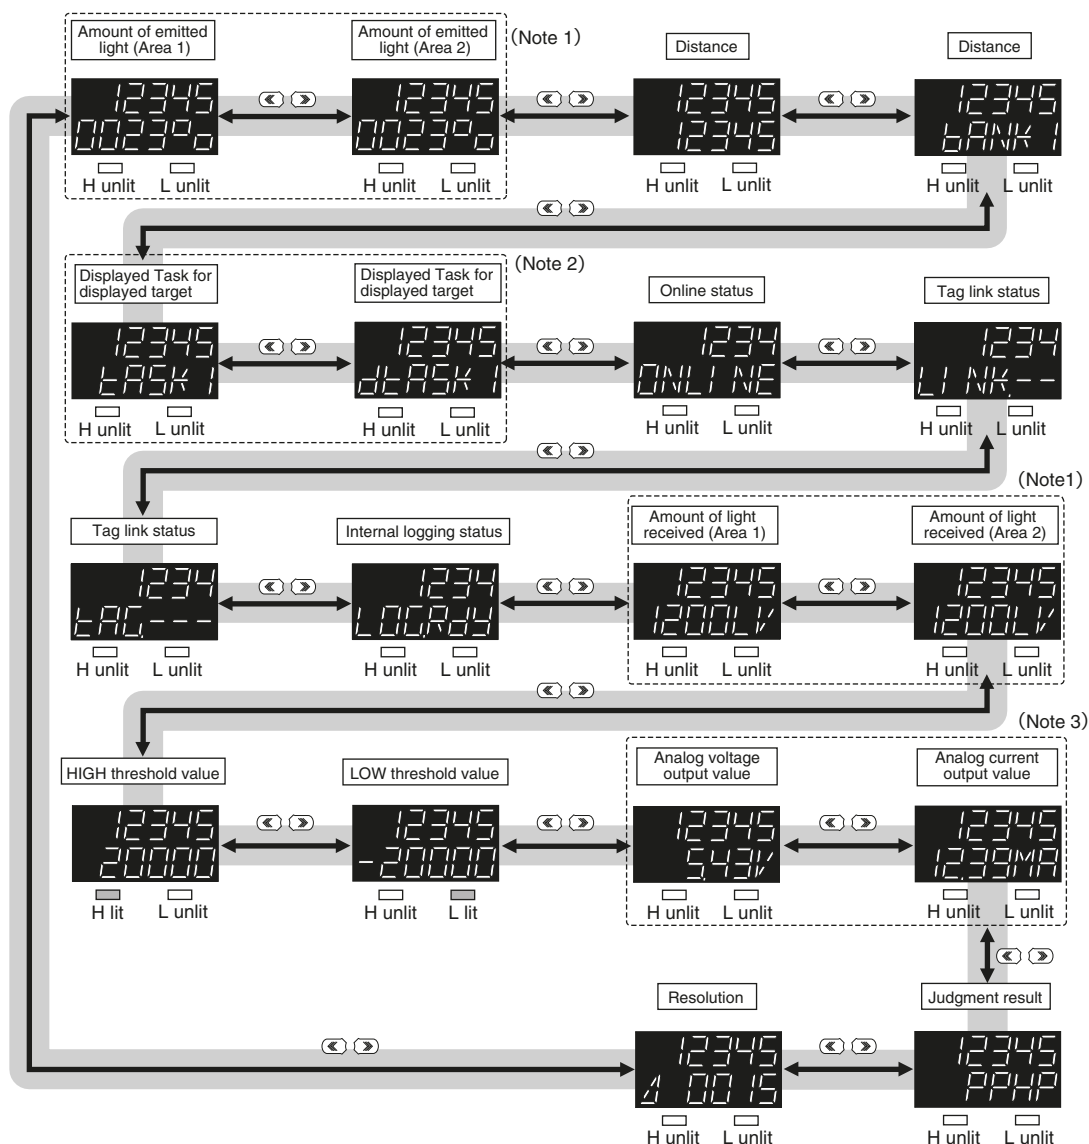 Amount of emitted
light (Area 1)
Amount of emitted
light (Area 2)
(Note 1)
Distance
Distance
12345
0023%
12345
0023%
12345
12345
12345
bANK 1
H unlit L unlit
H unlit L unlit
H unlit L unlit
H unlit L unlit
Displayed Task for
displayed target
Displayed Task for
displayed target
(Note 2)
Online status
Tag link status
12345
tASK 1
12345
dtASK 1
1234
ONLINE
1234
LINK.--
H unlit L unlit
H unlit L unlit
H unlit L unlit
H unlit L unlit
(Note1)
Tag link status
Internal logging status
Amount of light
received (Area 1)
Amount of light
received (Area 2)
1234
tAG.---
1234
LOG.Rdy
12345
1200LV
12345
1200LV
H unlit L unlit
H unlit L unlit
H unlit L unlit
H unlit L unlit
(Note 3)
HIGH threshold value
LOW threshold value
Analog voltage
output value
Analog current
output value
12345
20000
12345
-20000
12345
5.43V
12345
12.39MA
H lit L unlit
H unlit L lit
H unlit L unlit
H unlit L unlit
Resolution
Judgment result
12345
⊿ 0015
12345
PPHP
H unlit L unlit
H unlit L unlit